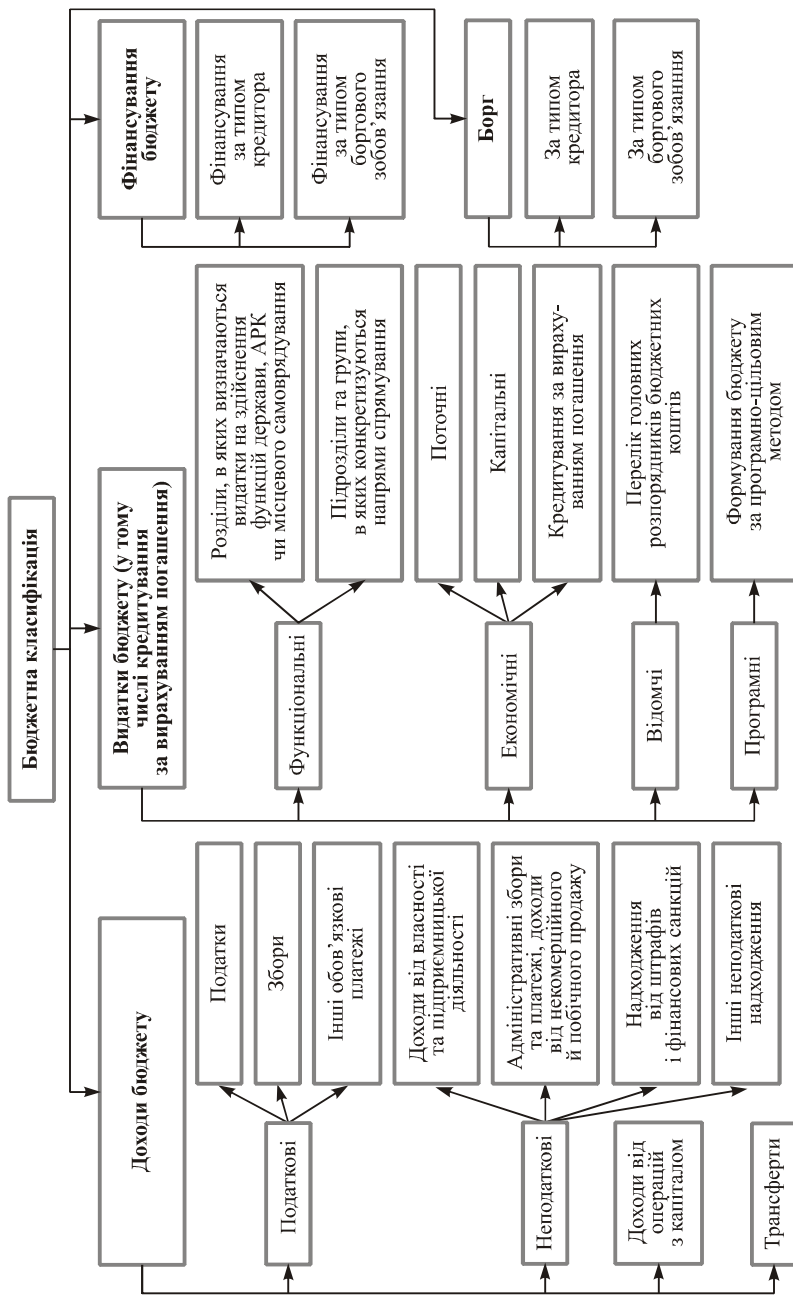 Бюджетна класифікація
Доходи бюджету
Податкові
Податки
Збори
Інші обов’язкові
платежі
Неподаткові
Доходи від власності
та підприємницької
діяльності
Адміністративні збори
та платежі, доходи
від некомерційного
й побічного продажу
Надходження
від штрафів
і фінансових санкцій
Інші неподаткові
надходження
Доходи від
операцій
з капіталом
Трансферти
Видатки бюджету (у тому
числі кредитування
за вирахуванням погашення)
Функціональні
Розділи, в яких визначаються
видатки на здійснення
функцій держави, АРК
чи місцевого самоврядування
Підрозділи та групи,
в яких конкретизуються
напрями спрямування
Економічні
Поточні
Капітальні
Кредитування за вираху-
ванням погашення
Відомчі
Перелік головних
розпорядників бюджетних
коштів
Програмні
Формування бюджету
за програмно-цільовим
методом
Фінансування
бюджету
Фінансування
за типом
кредитора
Фінансування
за типом
боргового
зобов’язання
Борг
За типом
кредитора
За типом
боргового
зобов’язанння